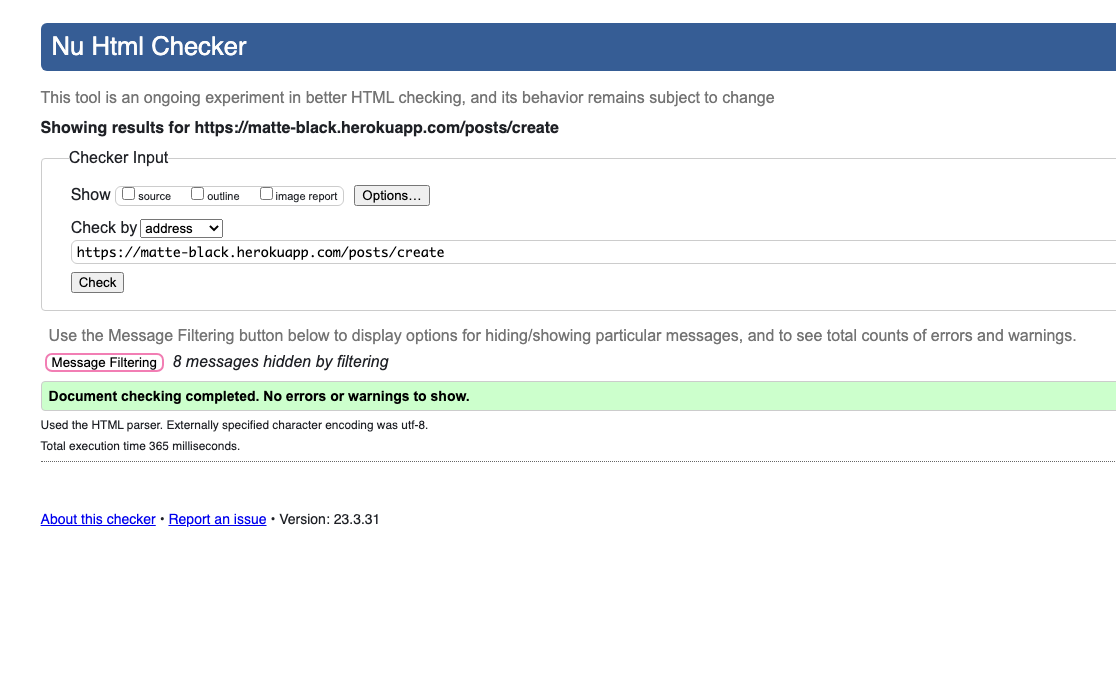 Nu Html Checker
This tool is an ongoing experiment in better HTML checking, and its behavior remains subject to change
Showing results for https://matte-black.herokuapp.com/posts/create
Checker Input
Show source outline image report Options...
Check by address
https://matte-black.herokuapp.com/posts/create
Check
Use the Message Filtering button below to display options for hiding/showing particular messages, and to see total counts of errors and warnings.
Message Filtering 8 messages hidden by filtering
Document checking completed. No errors or warnings to show.
Used the HTML parser. Externally specified character encoding was utf-8.
Total execution time 365 milliseconds.
About this checker • Report an issue • Version: 23.3.31